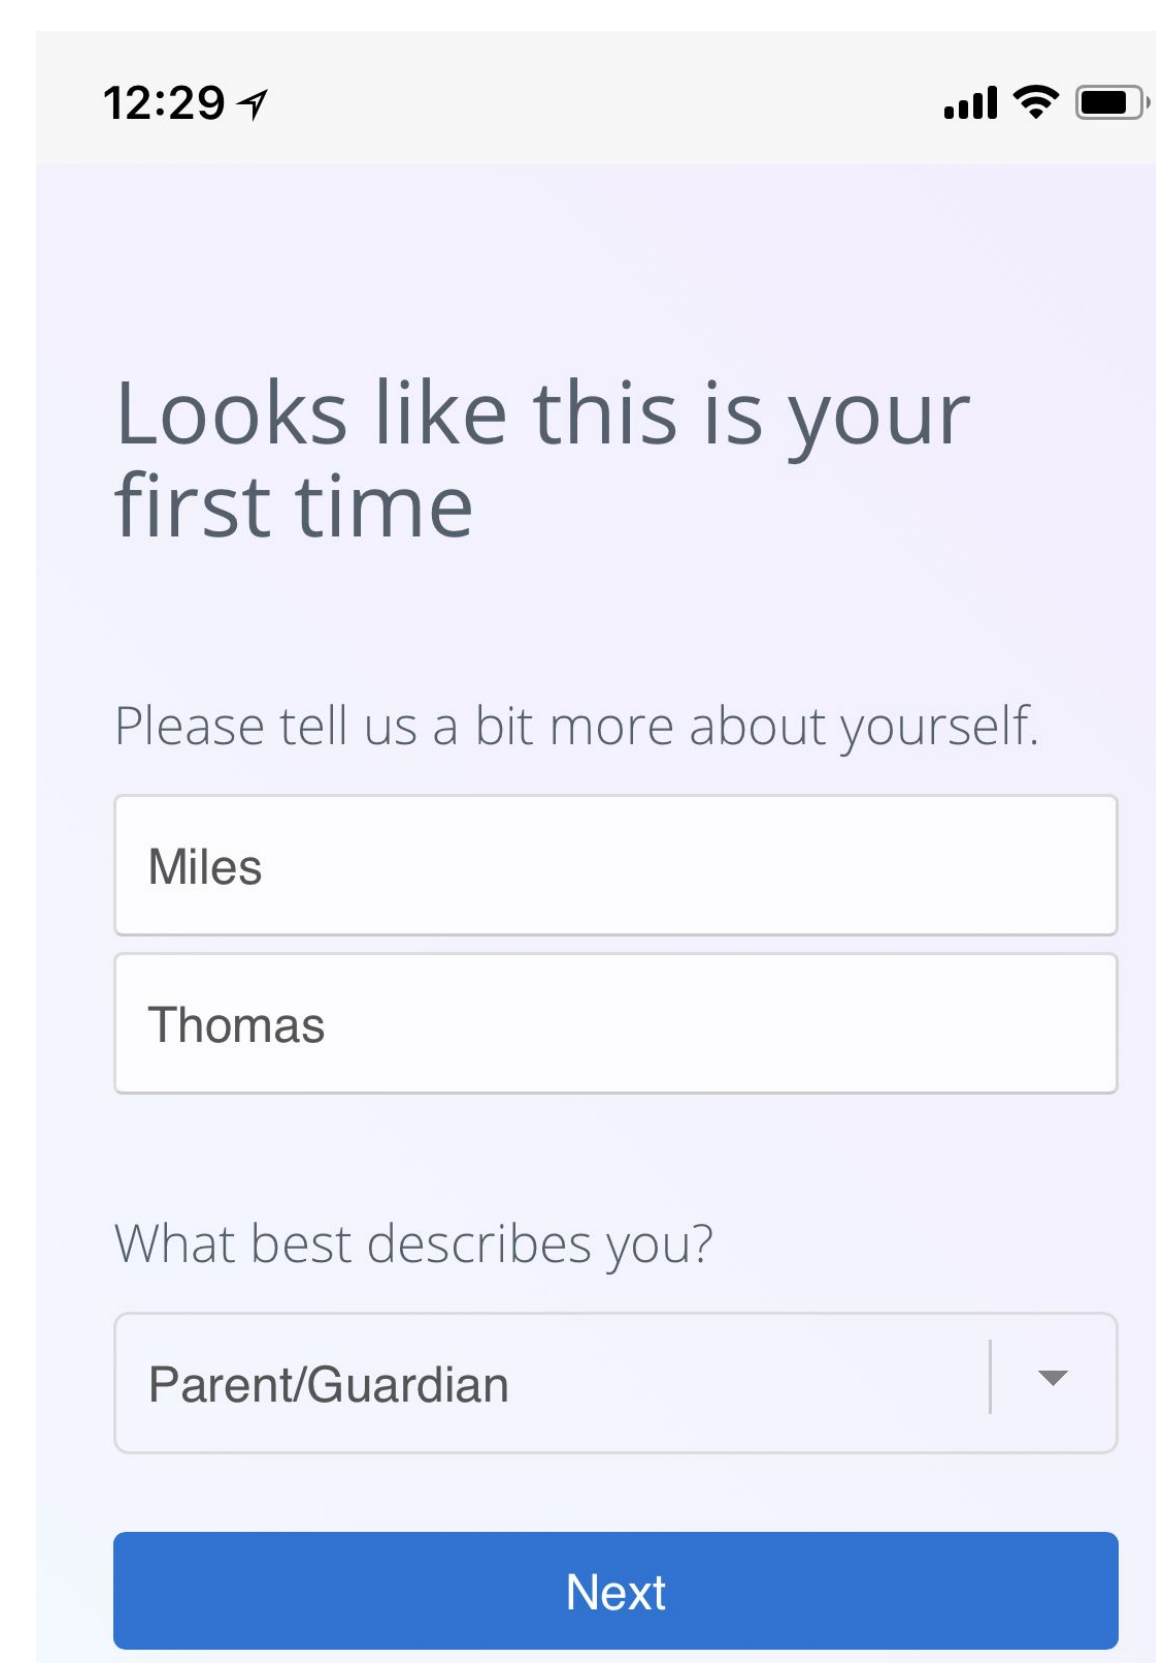 12:29
Looks like this is your
first time
Please tell us a bit more about yourself.
Miles
Thomas
What best describes you?
Parent/Guardian
Next